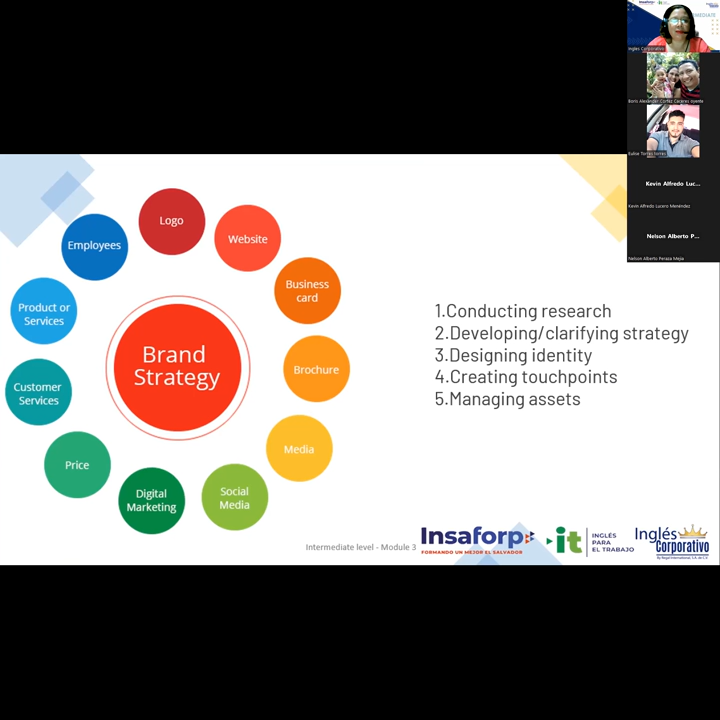 Logo
Website
Business
card
Brochure
Media
Social
Media
Digital
Marketing
Price
Customer
Services
Product or
Services
Employees
Brand
Strategy
1.Conducting research
2.Developing/clarifying strategy
3.Designing identity
4.Creating touchpoints
5.Managing assets
Intermediate level - Module 3
Insaforp
FORMANDO UN MEJOR EL SALVADOR
it
INGLÉS
PARA
EL TRABAJO
Inglés
Corporativo
Inglés Corporativo
Kevin Alfredo Luc...
Kevin Alfredo Lucero Menéndez
Nelson Alberto P...
Nelson Alberto Peraza Mejia